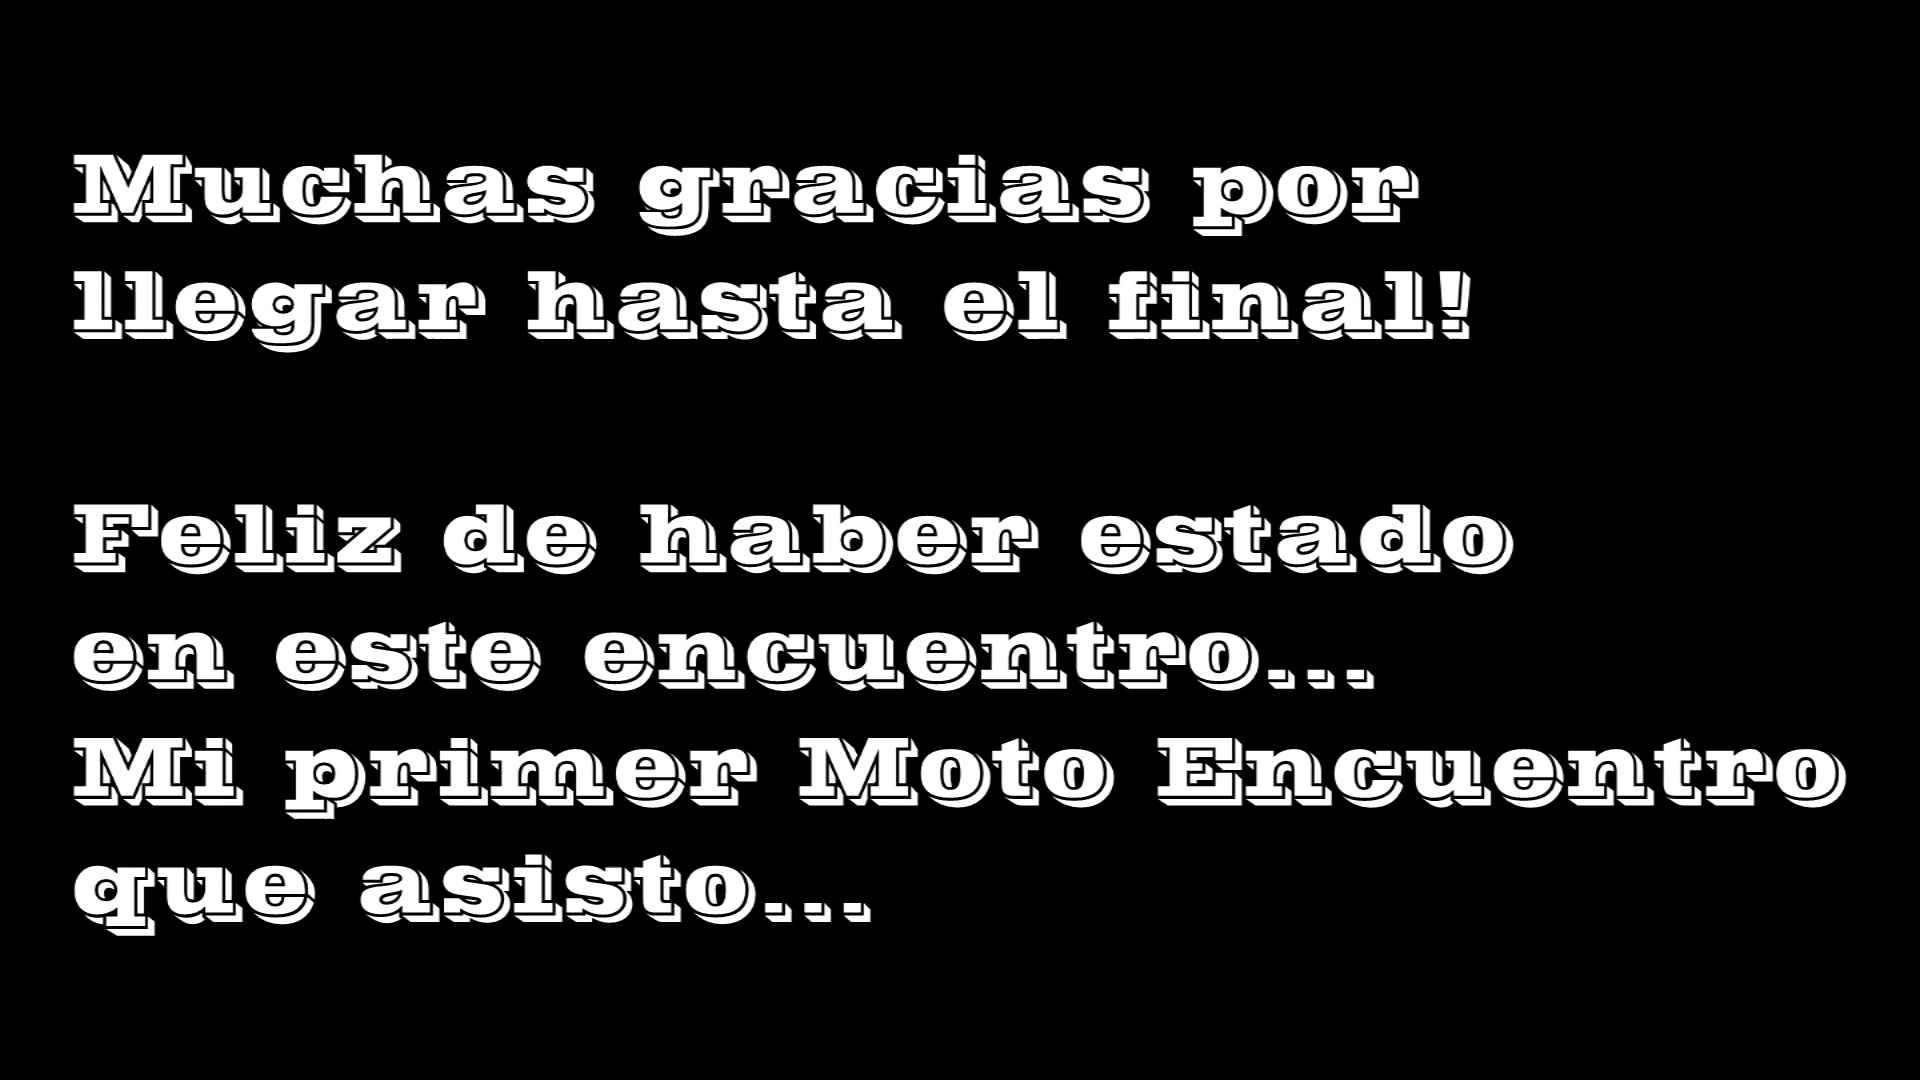 Muchas gracias por
llegar hasta el final!
Feliz de haber estado
en este encuentro...
Mi primer Moto Encuentro
que asisto...